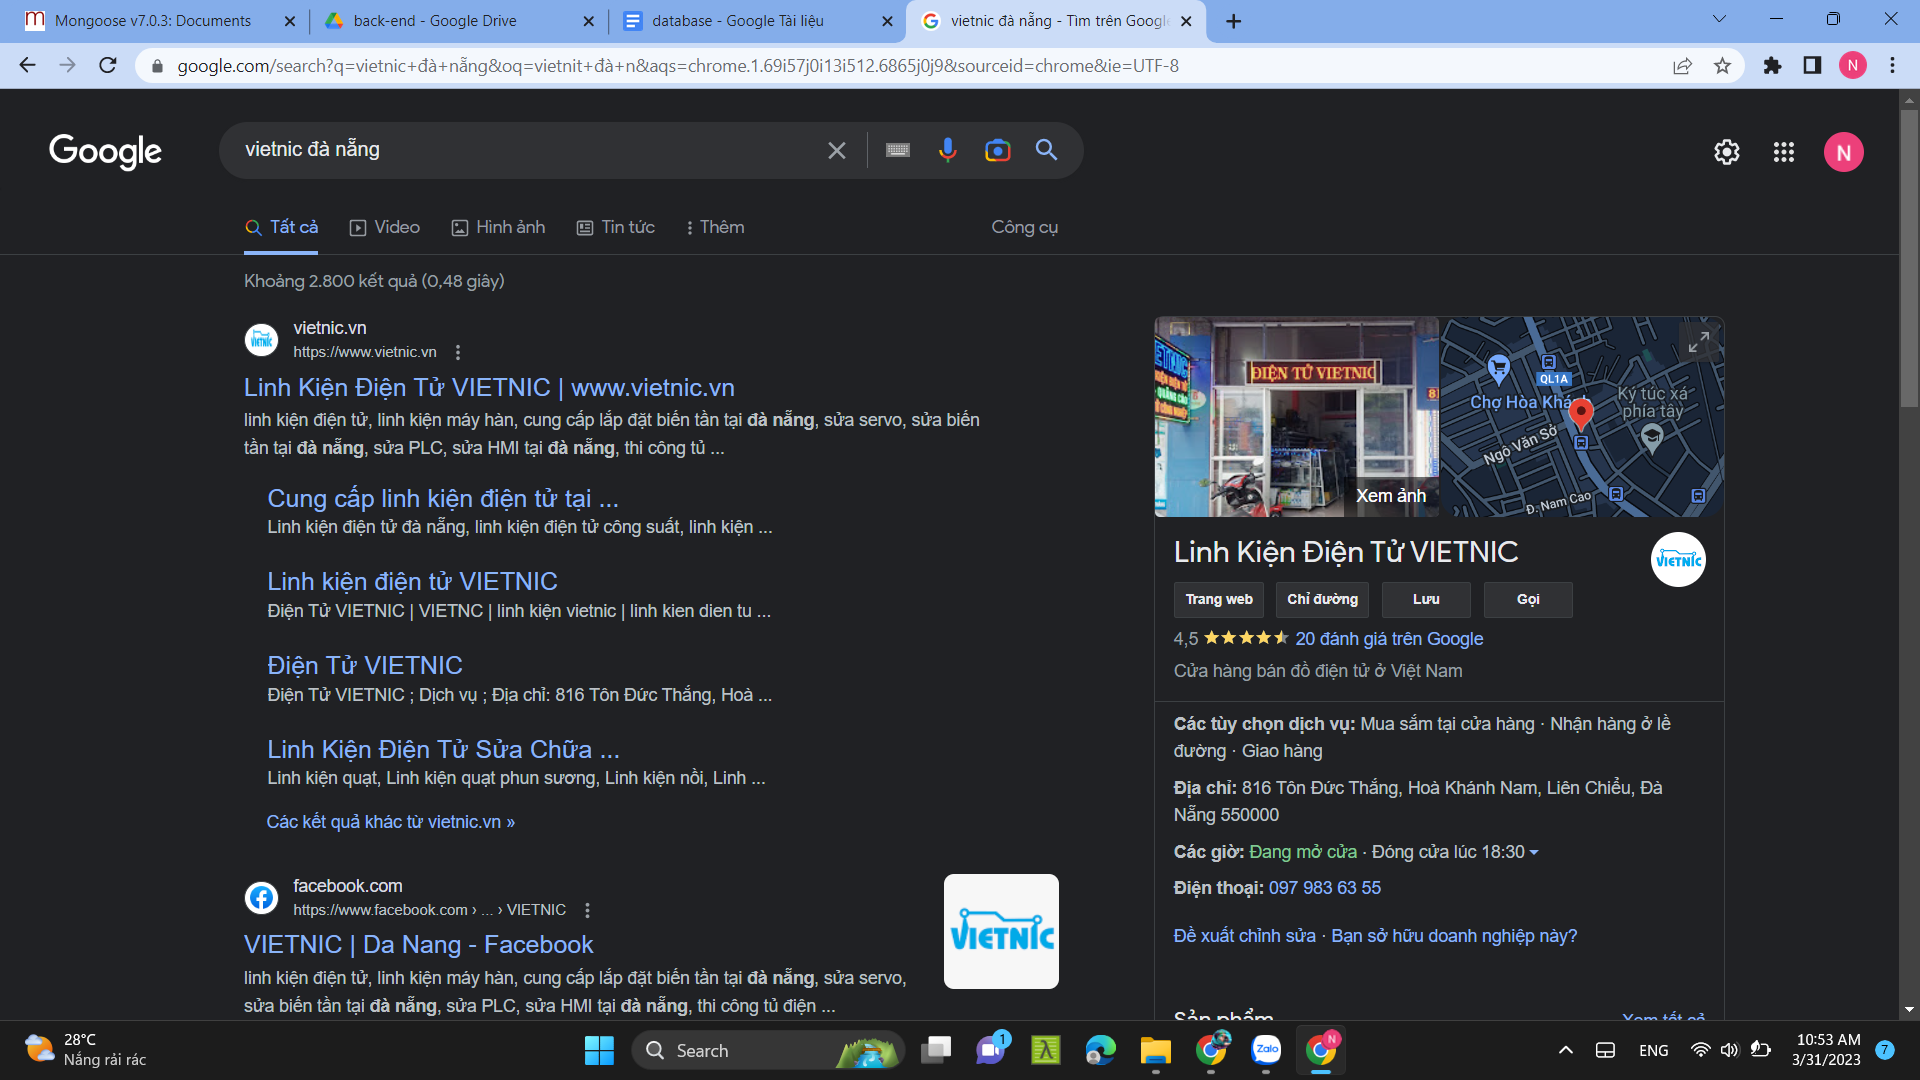 Mongoose v7.0.3: Documents
back-end - Google Drive
database - Google Tài liệu
vietnic đà nẵng - Tìm trên Google
google.com/search?q=vietnic+đà+nẵng&oq=vietnit+đà+n&aqs=chrome.1.69i57j0i13i512.6865j0j9&sourceid=chrome&ie=UTF-8
N
Google
vietnic đà nẵng
N
Tất cả
Video
Hình ảnh
Tin tức
Thêm
Công cụ
Khoảng 2.800 kết quả (0,48 giây)
vietnic.vn
https://www.vietnic.vn
Linh Kiện Điện Tử VIETNIC | www.vietnic.vn
linh kiện điện tử, linh kiện máy hàn, cung cấp lắp đặt biến tần tại đà nẵng, sửa servo, sửa biến
tần tại đà nẵng, sửa PLC, sửa HMI tại đà nẵng, thi công tủ ...
Cung cấp linh kiện điện tử tại ...
Linh kiện điện tử đà nẵng, linh kiện điện tử công suất, linh kiện ...
Linh kiện điện tử VIETNIC
Điện Tử VIETNIC | VIETNC | linh kiện vietnic | linh kien dien tu ...
Điện Tử VIETNIC
Điện Tử VIETNIC ; Dịch vụ ; Địa chỉ: 816 Tôn Đức Thắng, Hoà ...
Linh Kiện Điện Tử Sửa Chữa ...
Linh kiện quạt, Linh kiện quạt phun sương, Linh kiện nồi, Linh ...
Các kết quả khác từ vietnic.vn »
facebook.com
https://www.facebook.com › ... › VIETNIC
VIETNIC | Da Nang - Facebook
linh kiện điện tử, linh kiện máy hàn, cung cấp lắp đặt biến tần tại đà nẵng, sửa servo,
sửa biến tần tại đà nẵng, sửa PLC, sửa HMI tại đà nẵng, thi công tủ điện ...
VIETNIC
ĐIỆN TỬ VIETNIC
Xem ảnh
QL1A
Chợ Hòa Khánh
Ký túc xá
phía tây
Ngô Văn Sở
Đ. Nam Cao
Linh Kiện Điện Tử VIETNIC
VIETNIC
Trang web
Chỉ đường
Lưu
Gọi
4,5
20 đánh giá trên Google
Cửa hàng bán đồ điện tử ở Việt Nam
Các tùy chọn dịch vụ: Mua sắm tại cửa hàng · Nhận hàng ở lề
đường · Giao hàng
Địa chỉ: 816 Tôn Đức Thắng, Hoà Khánh Nam, Liên Chiểu, Đà
Nẵng 550000
Các giờ: Đang mở cửa · Đóng cửa lúc 18:30
Điện thoại: 097 983 63 55
Đề xuất chỉnh sửa · Bạn sở hữu doanh nghiệp này?
Sản phẩm
Xem tất cả
28°C
Nắng rải rác
Search
1
Zalo
N
ENG
10:53 AM
3/31/2023
7